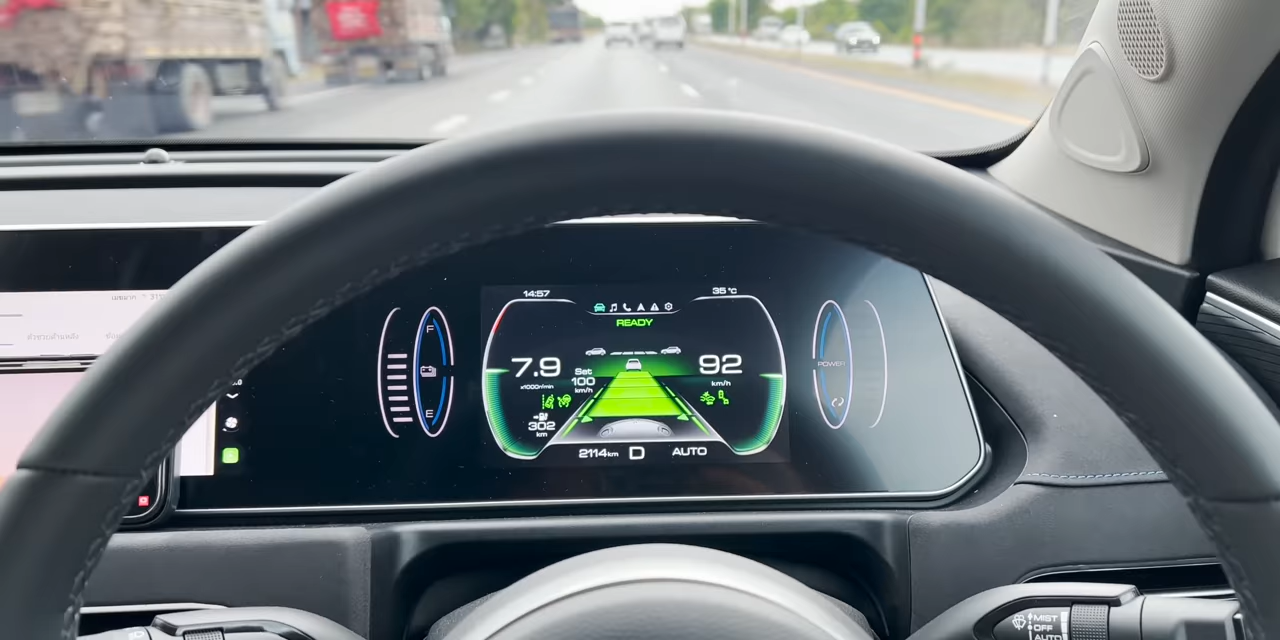 14:57
35 °C
READY
7.9
x1000r/min
Set
100
km/h
92
km/h
302
km
2114km
D
AUTO
F
E
POWER
MIST
OFF
AUTO